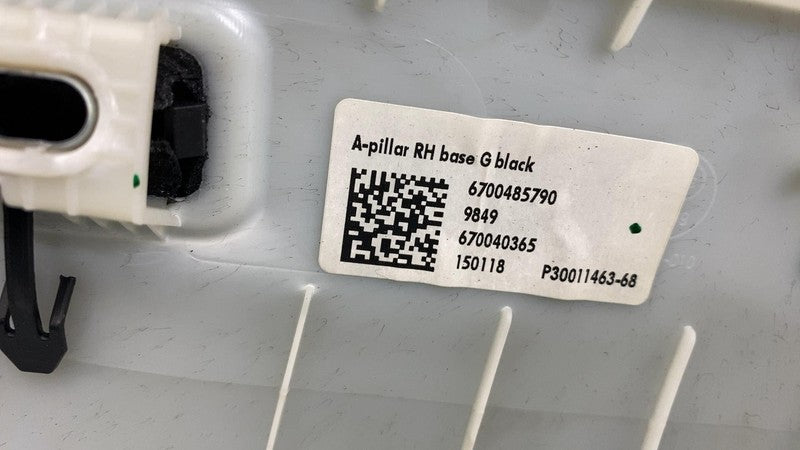 A-pillar RH base G black
6700485790
9849
670040365
150118 P30011463-68